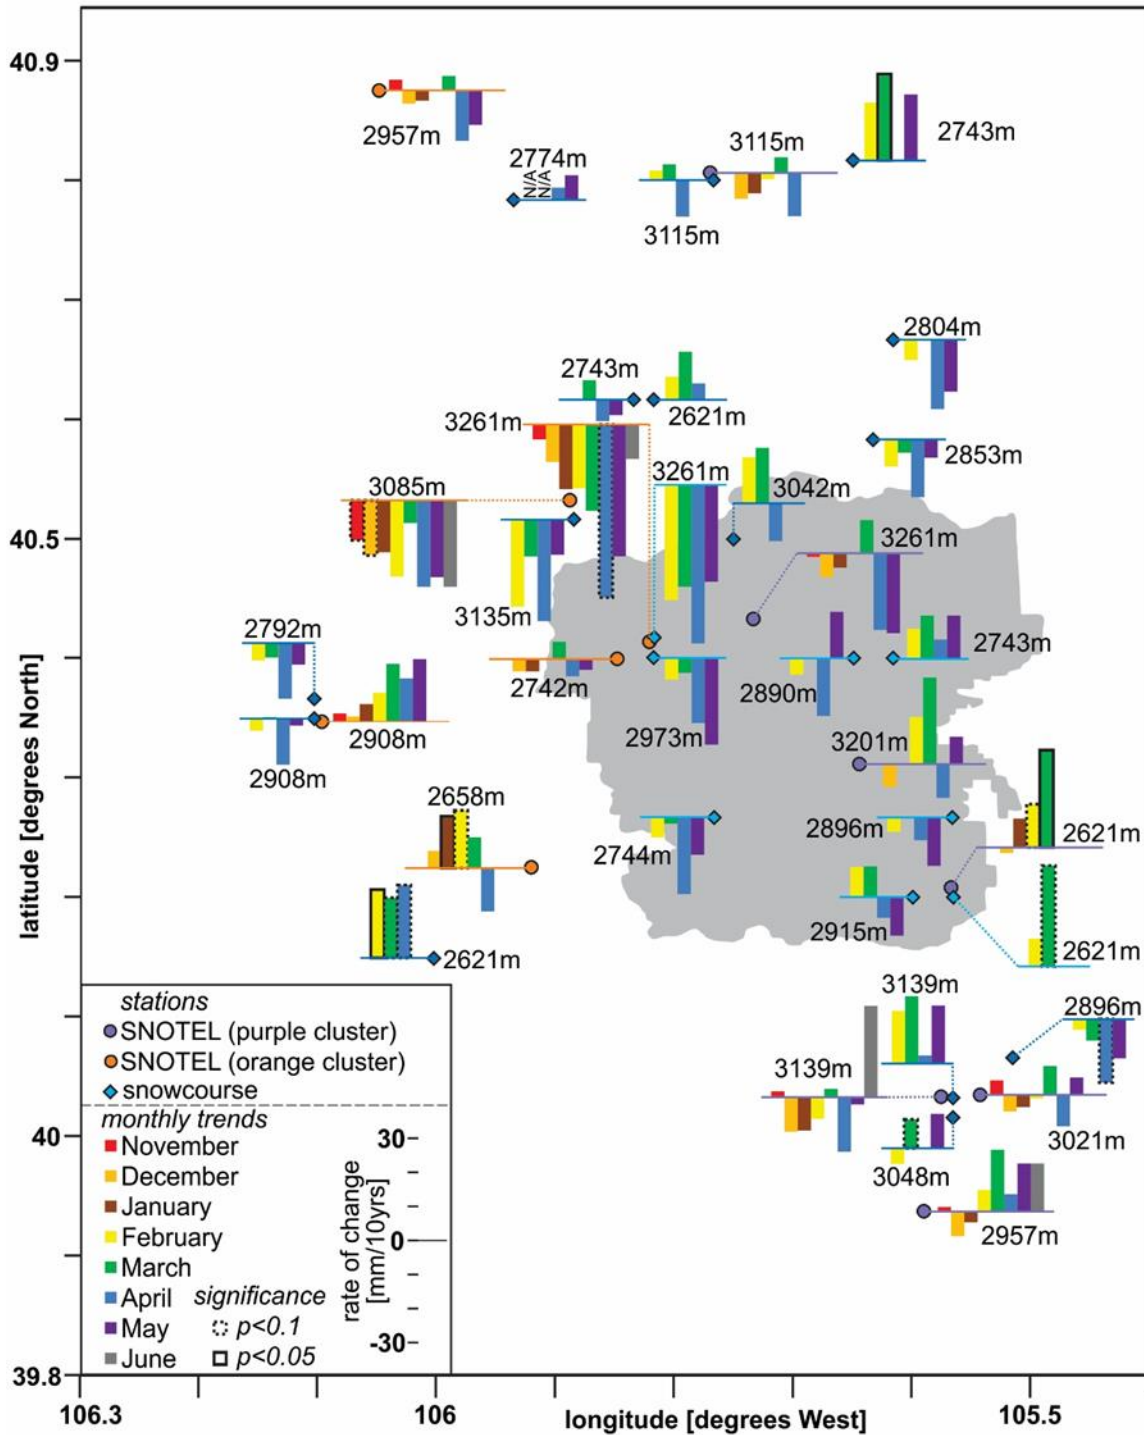 40.9
2957m
2774m
N/A
N/A
3115m
3115m
2743m
2804m
2743m
2621m
3261m
2853m
3085m
3261m
3042m
40.5
3261m
3135m
2792m
2742m
2890m
2743m
2908m
2973m
3201m
2908m
2658m
2744m
2896m
2621m
2915m
2621m
2621m
latitude [degrees North]
stations
SNOTEL (purple cluster)
SNOTEL (orange cluster)
snowcourse
monthly trends
November
December
January
February
March
April
May
June
significance
p<0.1
p<0.05
rate of change
[mm/10yrs]
30
0
-30
3139m
2896m
3139m
40
3021m
3048m
2957m
39.8
106.3
106
longitude [degrees West]
105.5